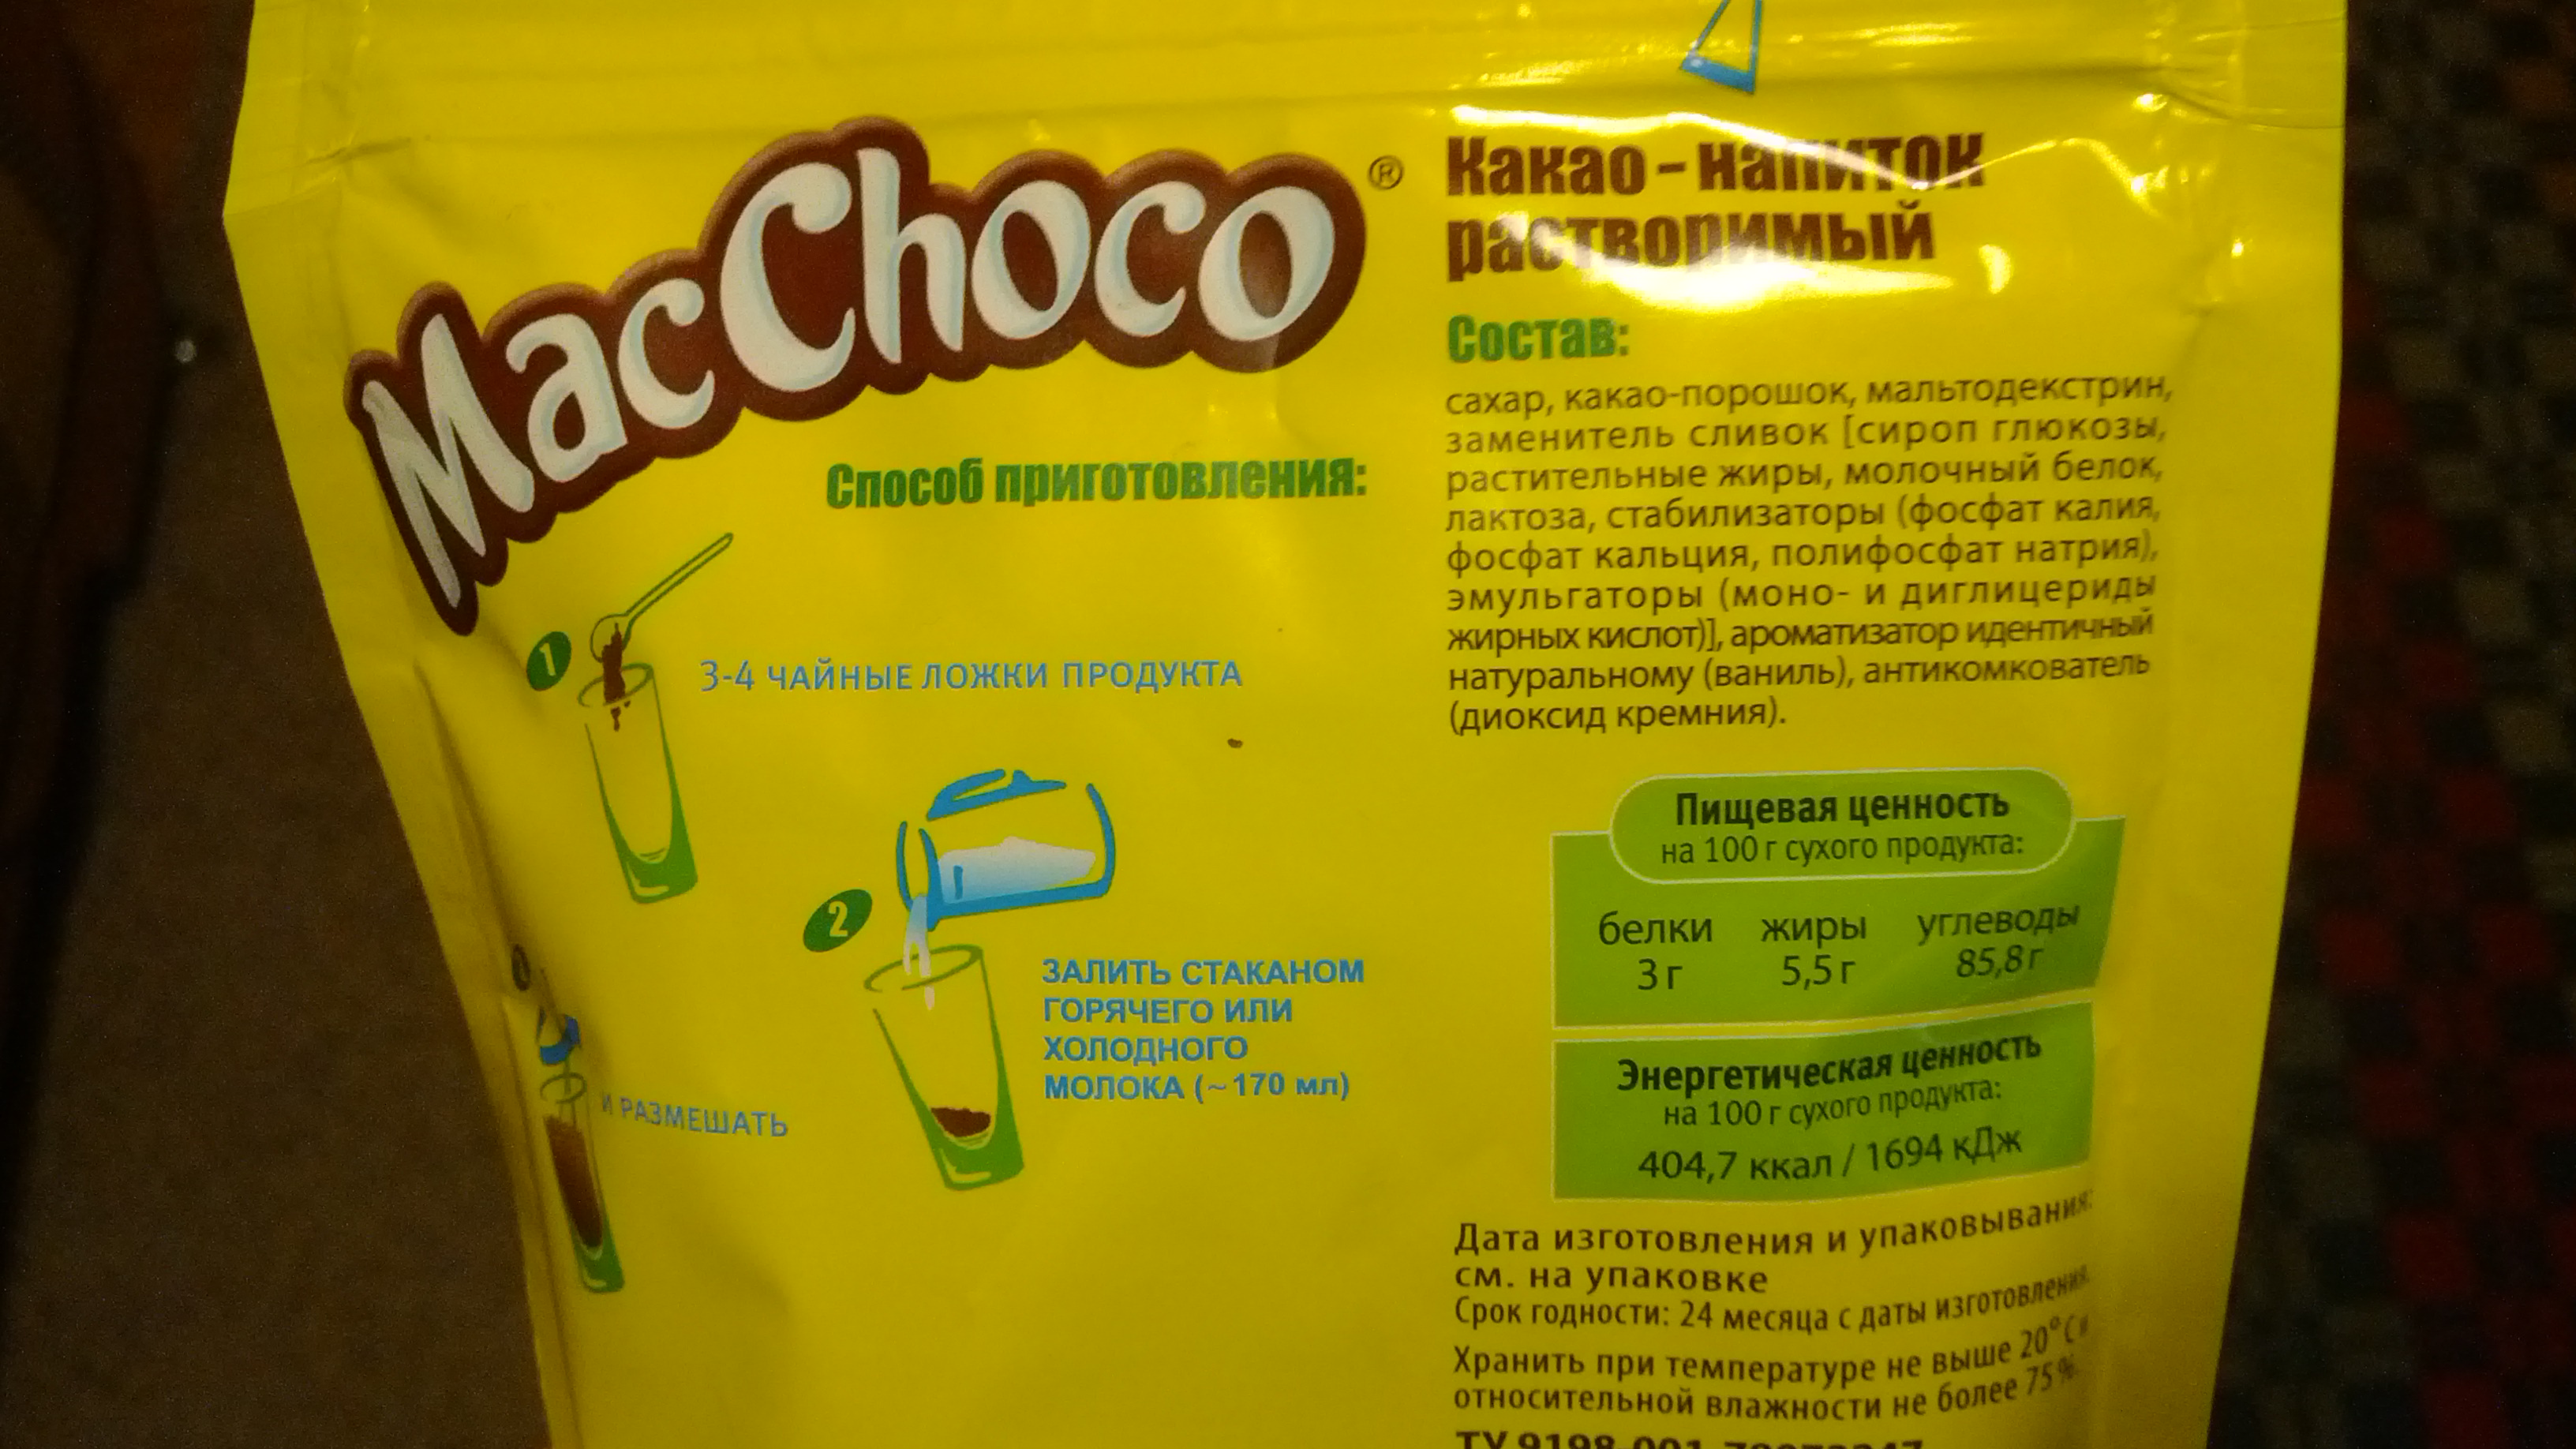 MacChoco®
Способ приготовления:
1
3-4 ЧАЙНЫЕ ЛОЖКИ ПРОДУКТА
2
ЗАЛИТЬ СТАКАНОМ
ГОРЯЧЕГО ИЛИ
ХОЛОДНОГО
МОЛОКА (~170 мл)
И РАЗМЕШАТЬ
Какао-напиток
растворимый
Состав:
сахар, какао-порошок, мальтодекстрин,
заменитель сливок [сироп глюкозы,
растительные жиры, молочный белок,
лактоза, стабилизаторы (фосфат калия,
фосфат кальция, полифосфат натрия),
эмульгаторы (моно- и диглицериды
жирных кислот)], ароматизатор идентичный
натуральному (ваниль), антикомкователь
(диоксид кремния).
Пищевая ценность
на 100 г сухого продукта:
белки жиры углеводы
3 г 5,5 г 85,8 г
Энергетическая ценность
на 100 г сухого продукта:
404,7 ккал / 1694 кДж
Дата изготовления и упаковывания:
см. на упаковке
Срок годности: 24 месяца с даты изготовления.
Хранить при температуре не выше 20°С и
относительной влажности не более 75%.
ТУ 9198-001-